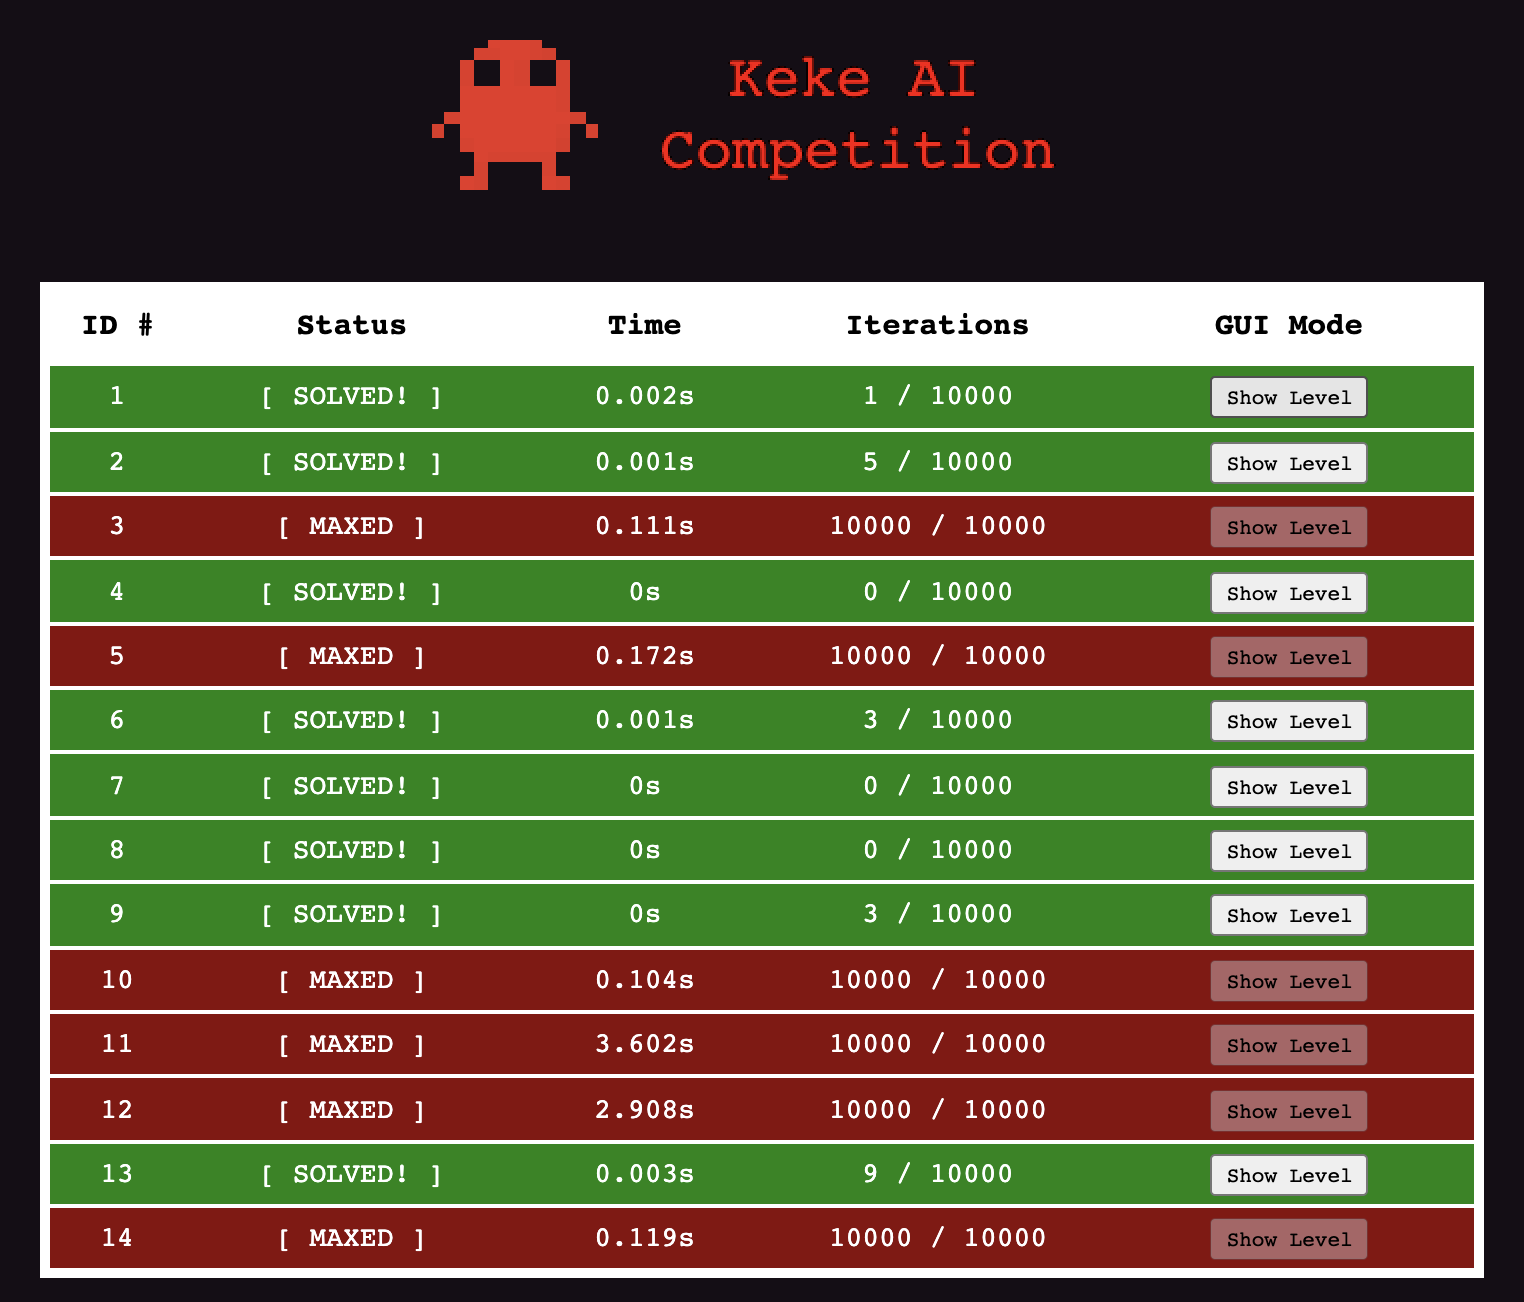 Keke AI
Competition
ID # Status Time Iterations GUI Mode
1 [ SOLVED! ] 0.002s 1 / 10000 Show Level
2 [ SOLVED! ] 0.001s 5 / 10000 Show Level
3 [ MAXED ] 0.111s 10000 / 10000 Show Level
4 [ SOLVED! ] 0s 0 / 10000 Show Level
5 [ MAXED ] 0.172s 10000 / 10000 Show Level
6 [ SOLVED! ] 0.001s 3 / 10000 Show Level
7 [ SOLVED! ] 0s 0 / 10000 Show Level
8 [ SOLVED! ] 0s 0 / 10000 Show Level
9 [ SOLVED! ] 0s 3 / 10000 Show Level
10 [ MAXED ] 0.104s 10000 / 10000 Show Level
11 [ MAXED ] 3.602s 10000 / 10000 Show Level
12 [ MAXED ] 2.908s 10000 / 10000 Show Level
13 [ SOLVED! ] 0.003s 9 / 10000 Show Level
14 [ MAXED ] 0.119s 10000 / 10000 Show Level